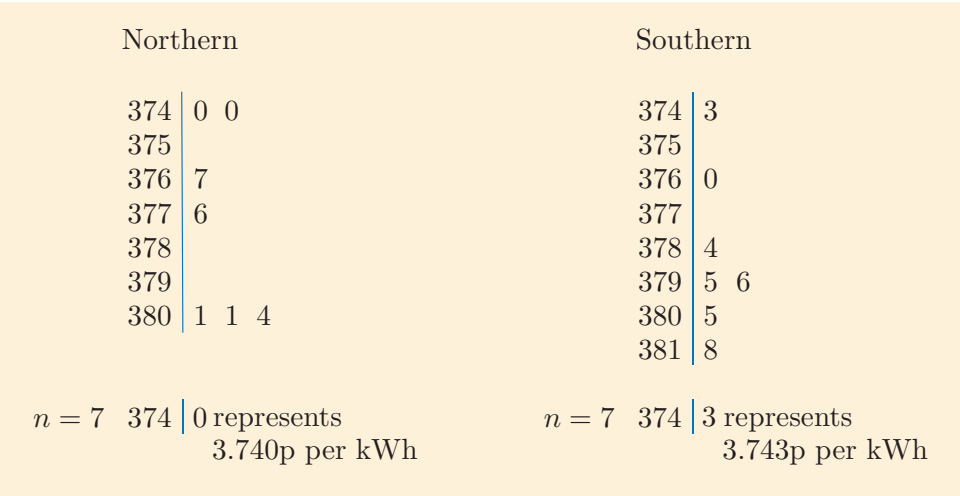 Northern
374 | 0 0
375 |
376 | 7
377 | 6
378 |
379 |
380 | 1 1 4
n = 7 374 | 0 represents
3.740p per kWh
Southern
374 | 3
375 |
376 | 0
377 |
378 | 4
379 | 5 6
380 | 5
381 | 8
n = 7 374 | 3 represents
3.743p per kWh